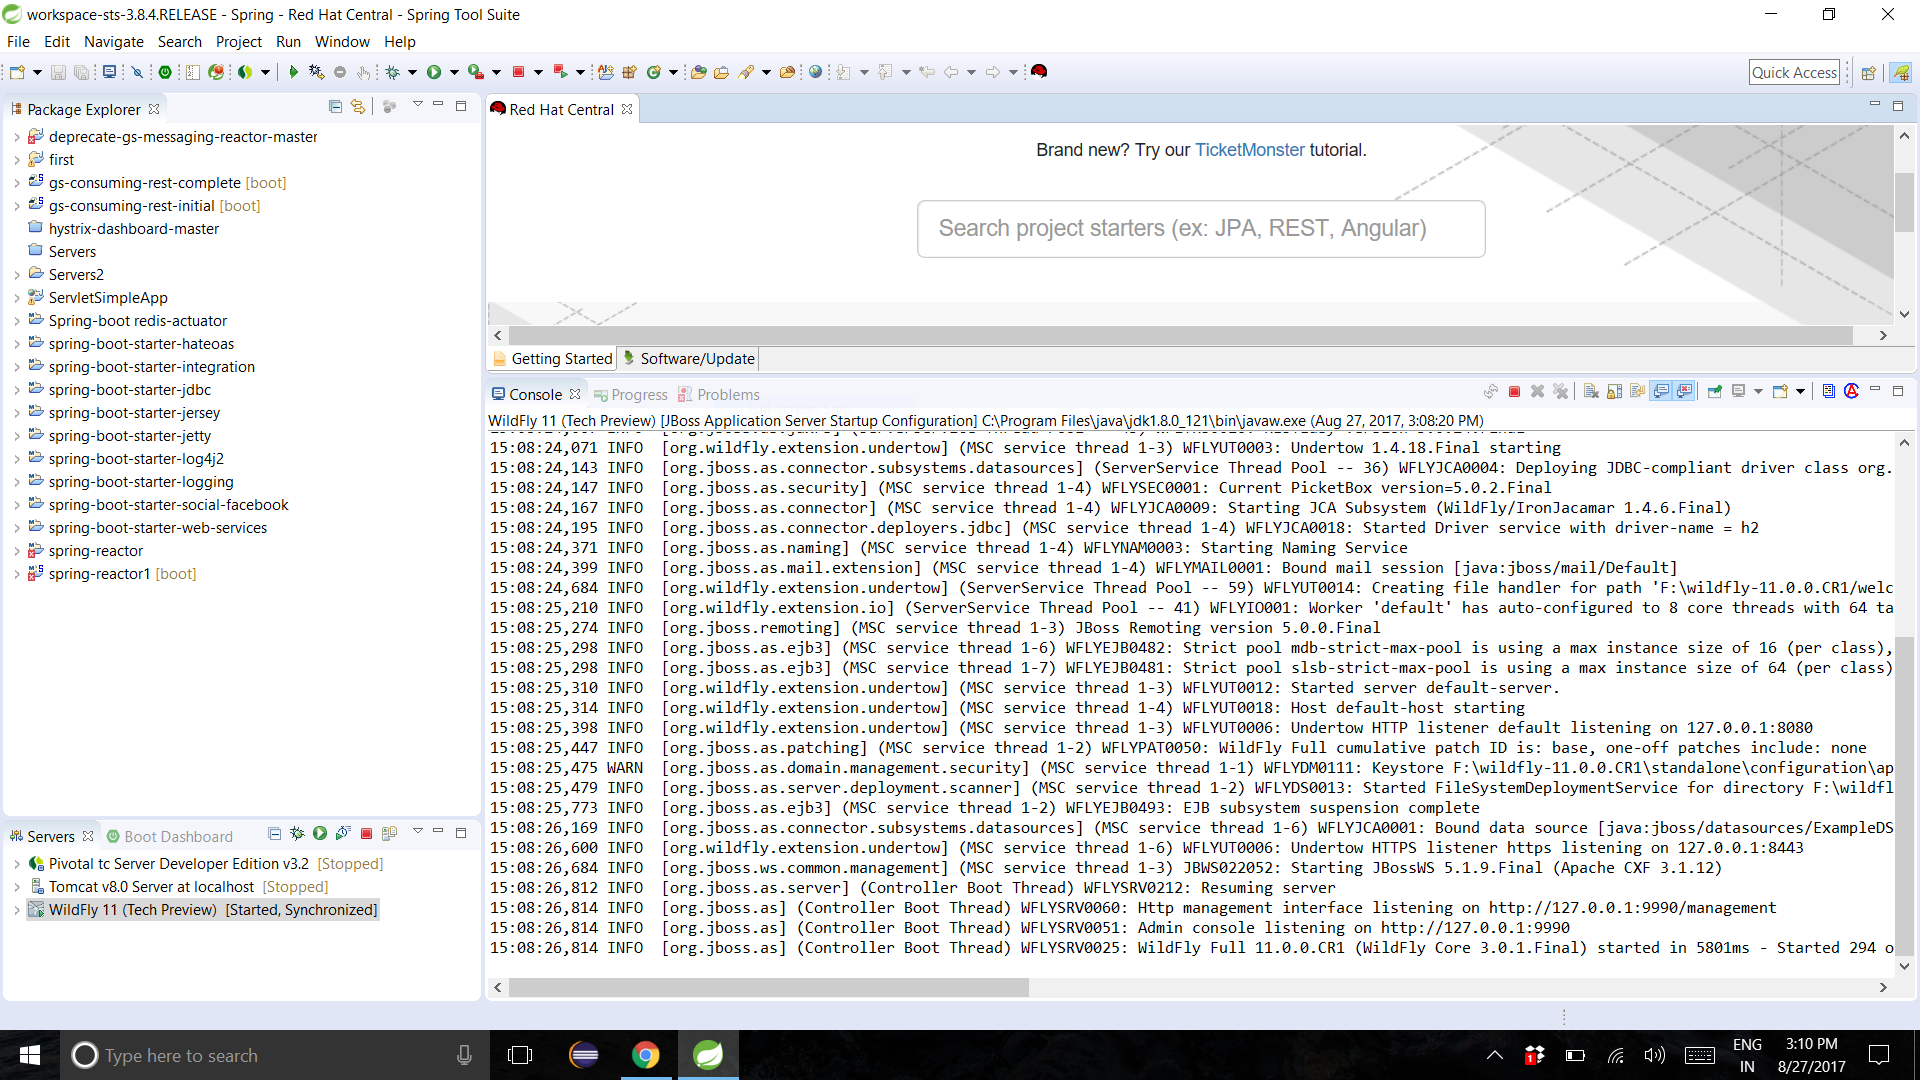 workspace-sts-3.8.4.RELEASE - Spring - Red Hat Central - Spring Tool Suite
File Edit Navigate Search Project Run Window Help
Quick Access
Package Explorer
deprecate-gs-messaging-reactor-master
first
gs-consuming-rest-complete [boot]
gs-consuming-rest-initial [boot]
hystrix-dashboard-master
Servers
Servers2
ServletSimpleApp
Spring-boot redis-actuator
spring-boot-starter-hateoas
spring-boot-starter-integration
spring-boot-starter-jdbc
spring-boot-starter-jersey
spring-boot-starter-jetty
spring-boot-starter-log4j2
spring-boot-starter-logging
spring-boot-starter-social-facebook
spring-boot-starter-web-services
spring-reactor
spring-reactor1 [boot]
Servers Boot Dashboard
Pivotal tc Server Developer Edition v3.2 [Stopped]
Tomcat v8.0 Server at localhost [Stopped]
WildFly 11 (Tech Preview) [Started, Synchronized]
Red Hat Central
Brand new? Try our TicketMonster tutorial.
Search project starters (ex: JPA, REST, Angular)
Getting Started Software/Update
Console Progress Problems
WildFly 11 (Tech Preview) [JBoss Application Server Startup Configuration] C:\Program Files\java\jdk1.8.0_121\bin\javaw.exe (Aug 27, 2017, 3:08:20 PM)
15:08:24,071 INFO [org.wildfly.extension.undertow] (MSC service thread 1-3) WFLYUT0003: Undertow 1.4.18.Final starting
15:08:24,143 INFO [org.jboss.as.connector.subsystems.datasources] (ServerService Thread Pool -- 36) WFLYJCA0004: Deploying JDBC-compliant driver class org.
15:08:24,147 INFO [org.jboss.as.security] (MSC service thread 1-4) WFLYSEC0001: Current PicketBox version=5.0.2.Final
15:08:24,167 INFO [org.jboss.as.connector] (MSC service thread 1-4) WFLYJCA0009: Starting JCA Subsystem (WildFly/IronJacamar 1.4.6.Final)
15:08:24,195 INFO [org.jboss.as.connector.deployers.jdbc] (MSC service thread 1-4) WFLYJCA0018: Started Driver service with driver-name = h2
15:08:24,371 INFO [org.jboss.as.naming] (MSC service thread 1-4) WFLYNAM0003: Starting Naming Service
15:08:24,399 INFO [org.jboss.as.mail.extension] (MSC service thread 1-4) WFLYMAIL0001: Bound mail session [java:jboss/mail/Default]
15:08:24,684 INFO [org.wildfly.extension.undertow] (ServerService Thread Pool -- 59) WFLYUT0014: Creating file handler for path 'F:\wildfly-11.0.0.CR1/welc
15:08:25,210 INFO [org.wildfly.extension.io] (ServerService Thread Pool -- 41) WFLYIO001: Worker 'default' has auto-configured to 8 core threads with 64 ta
15:08:25,274 INFO [org.jboss.remoting] (MSC service thread 1-3) JBoss Remoting version 5.0.0.Final
15:08:25,298 INFO [org.jboss.as.ejb3] (MSC service thread 1-6) WFLYEJB0482: Strict pool mdb-strict-max-pool is using a max instance size of 16 (per class),
15:08:25,298 INFO [org.jboss.as.ejb3] (MSC service thread 1-7) WFLYEJB0481: Strict pool slsb-strict-max-pool is using a max instance size of 64 (per class)
15:08:25,310 INFO [org.wildfly.extension.undertow] (MSC service thread 1-3) WFLYUT0012: Started server default-server.
15:08:25,314 INFO [org.wildfly.extension.undertow] (MSC service thread 1-4) WFLYUT0018: Host default-host starting
15:08:25,398 INFO [org.wildfly.extension.undertow] (MSC service thread 1-3) WFLYUT0006: Undertow HTTP listener default listening on 127.0.0.1:8080
15:08:25,447 INFO [org.jboss.as.patching] (MSC service thread 1-2) WFLYPAT0050: WildFly Full cumulative patch ID is: base, one-off patches include: none
15:08:25,475 WARN [org.jboss.as.domain.management.security] (MSC service thread 1-1) WFLYDM0111: Keystore F:\wildfly-11.0.0.CR1\standalone\configuration\ap
15:08:25,479 INFO [org.jboss.as.server.deployment.scanner] (MSC service thread 1-2) WFLYDS0013: Started FileSystemDeploymentService for directory F:\wildfl
15:08:25,773 INFO [org.jboss.as.ejb3] (MSC service thread 1-2) WFLYEJB0493: EJB subsystem suspension complete
15:08:26,169 INFO [org.jboss.as.connector.subsystems.datasources] (MSC service thread 1-6) WFLYJCA0001: Bound data source [java:jboss/datasources/ExampleDS
15:08:26,600 INFO [org.wildfly.extension.undertow] (MSC service thread 1-6) WFLYUT0006: Undertow HTTPS listener https listening on 127.0.0.1:8443
15:08:26,684 INFO [org.jboss.ws.common.management] (MSC service thread 1-3) JBWS022052: Starting JBossWS 5.1.9.Final (Apache CXF 3.1.12)
15:08:26,812 INFO [org.jboss.as.server] (Controller Boot Thread) WFLYSRV0212: Resuming server
15:08:26,814 INFO [org.jboss.as] (Controller Boot Thread) WFLYSRV0060: Http management interface listening on http://127.0.0.1:9990/management
15:08:26,814 INFO [org.jboss.as] (Controller Boot Thread) WFLYSRV0051: Admin console listening on http://127.0.0.1:9990
15:08:26,814 INFO [org.jboss.as] (Controller Boot Thread) WFLYSRV0025: WildFly Full 11.0.0.CR1 (WildFly Core 3.0.1.Final) started in 5801ms - Started 294 o
Type here to search
ENG
IN
3:10 PM
8/27/2017